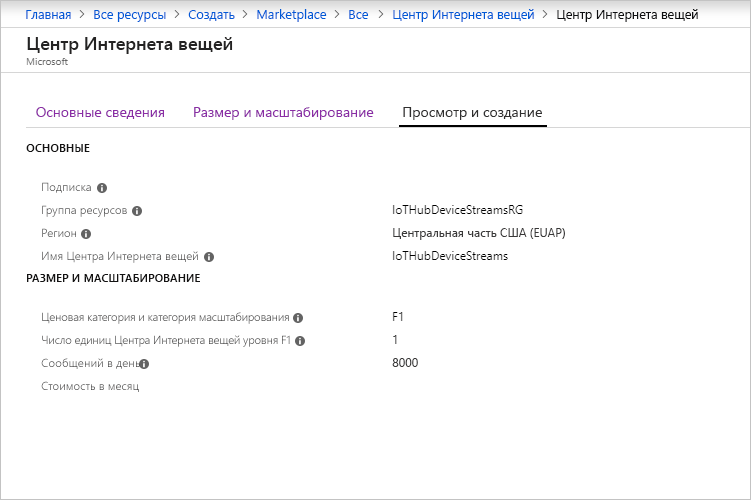 Главная > Все ресурсы > Создать > Marketplace > Все > Центр Интернета вещей > Центр Интернета вещей
Центр Интернета вещей
Microsoft
Основные сведения Размер и масштабирование Просмотр и создание
ОСНОВНЫЕ
Подписка
Группа ресурсов IoTHubDeviceStreamsRG
Регион Центральная часть США (EUAP)
Имя Центра Интернета вещей IoTHubDeviceStreams
РАЗМЕР И МАСШТАБИРОВАНИЕ
Ценовая категория и категория масштабирования F1
Число единиц Центра Интернета вещей уровня F1 1
Сообщений в день 8000
Стоимость в месяц